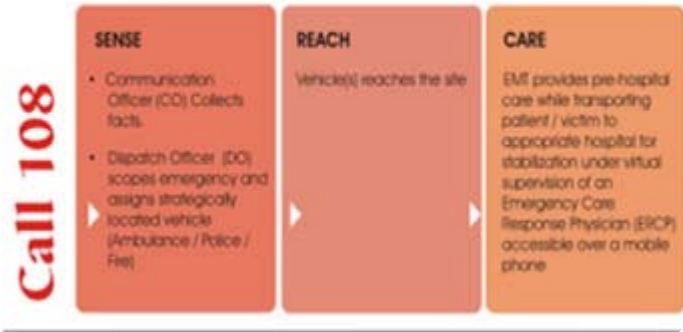 Call 108
SENSE
• Communication
Officer (CO) Collects
facts.
• Dispatch Officer (DO)
scopes emergency and
assigns strategically
located vehicle
(Ambulance / Police /
Fire)
REACH
Vehicle(s) reaches the site
CARE
EMT provides pre-hospital
care while transporting
patient / victim to
appropriate hospital for
stabilization under virtual
supervision of an
Emergency Care
Response Physician (ERCP)
accessible over a mobile
phone